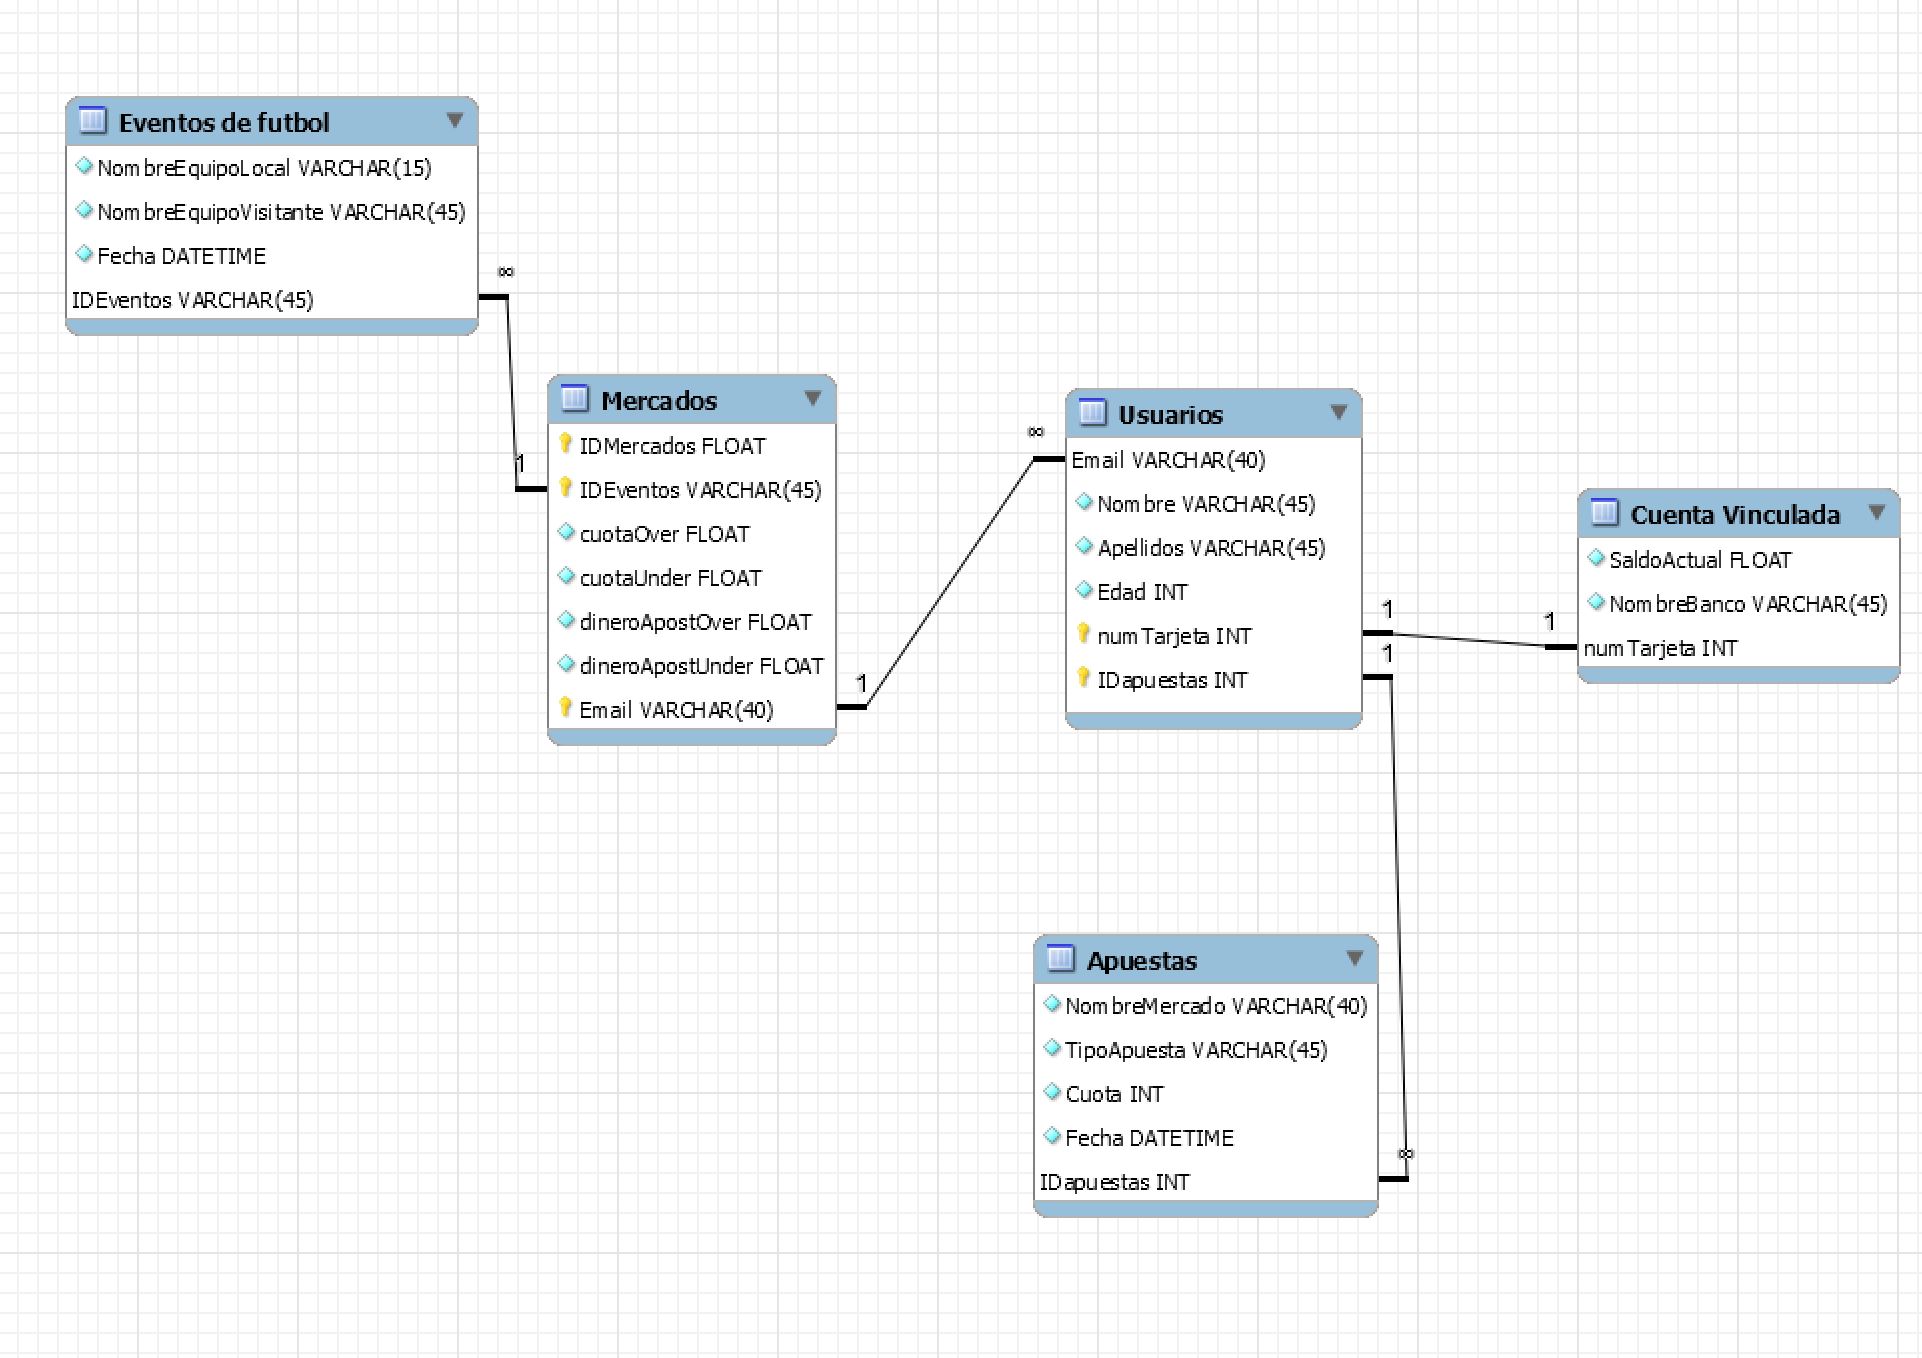 Eventos de futbol
NombreEquipoLocal VARCHAR(15)
NombreEquipoVisitante VARCHAR(45)
Fecha DATETIME
IDEventos VARCHAR(45)
∞
1
Mercados
IDMercados FLOAT
IDEventos VARCHAR(45)
cuotaOver FLOAT
cuotaUnder FLOAT
dineroApostOver FLOAT
dineroApostUnder FLOAT
Email VARCHAR(40)
1
∞
Usuarios
Email VARCHAR(40)
Nombre VARCHAR(45)
Apellidos VARCHAR(45)
Edad INT
numTarjeta INT
IDapuestas INT
1
1
1
Cuenta Vinculada
SaldoActual FLOAT
NombreBanco VARCHAR(45)
numTarjeta INT
Apuestas
NombreMercado VARCHAR(40)
TipoApuesta VARCHAR(45)
Cuota INT
Fecha DATETIME
IDapuestas INT
∞